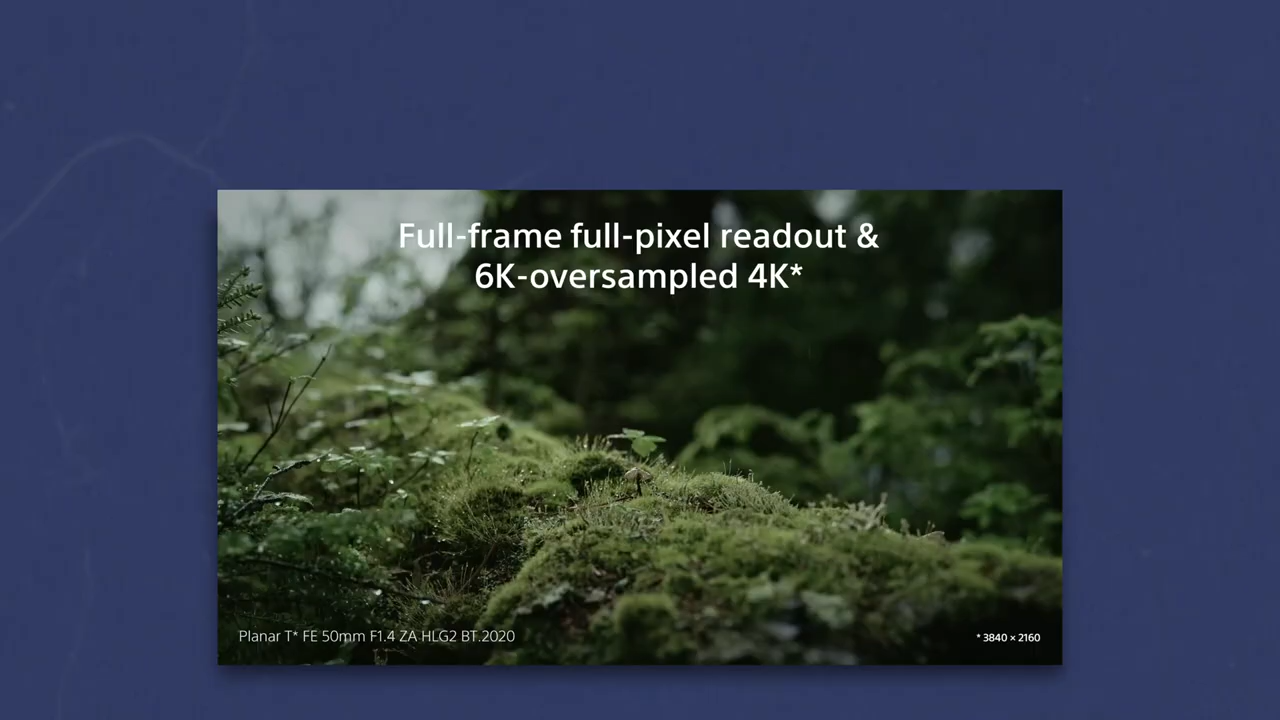 Full-frame full-pixel readout &
6K-oversampled 4K*
Planar T* FE 50mm F1.4 ZA HLG2 BT.2020
* 3840 × 2160